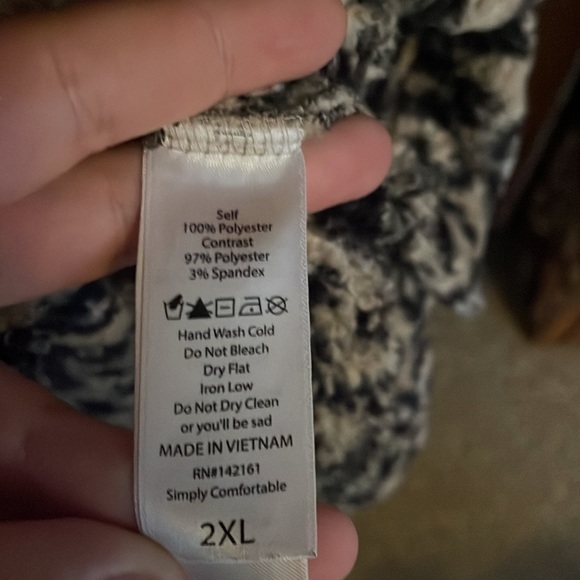 Self
100% Polyester
Contrast
97% Polyester
3% Spandex
Hand Wash Cold
Do Not Bleach
Dry Flat
Iron Low
Do Not Dry Clean
or you'll be sad
MADE IN VIETNAM
RN#142161
Simply Comfortable
2XL